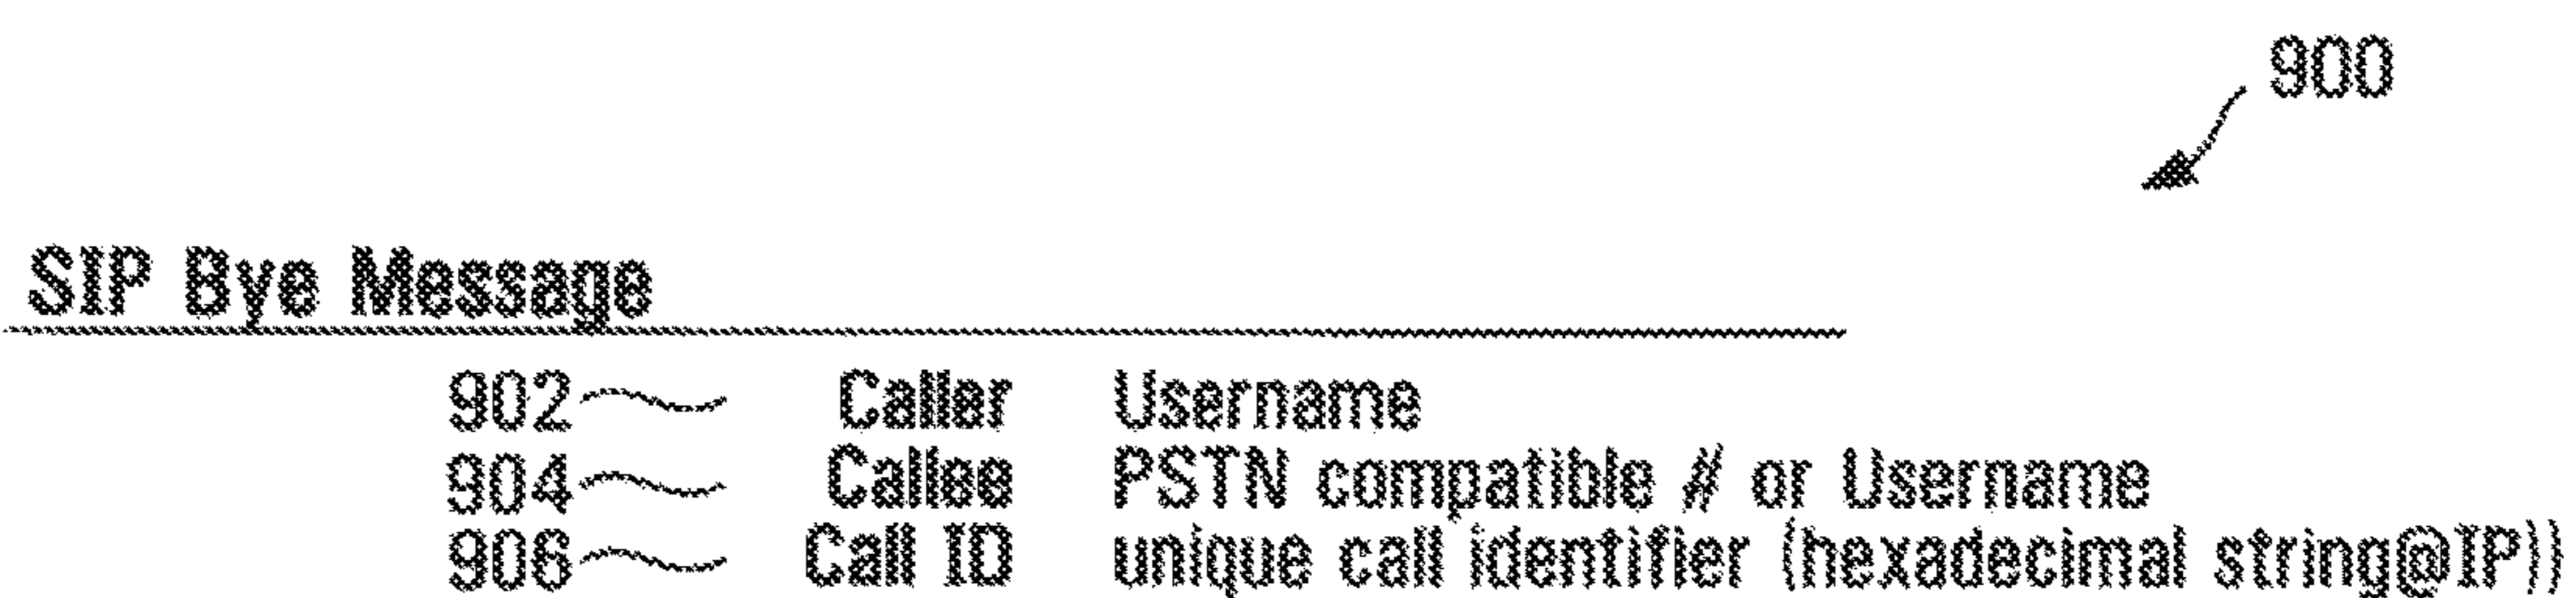 900
SIP Bye Message
902 Caller Username
904 Callee PSTN compatible # or Username
906 Call ID unique call identifier (hexadecimal string@IP))